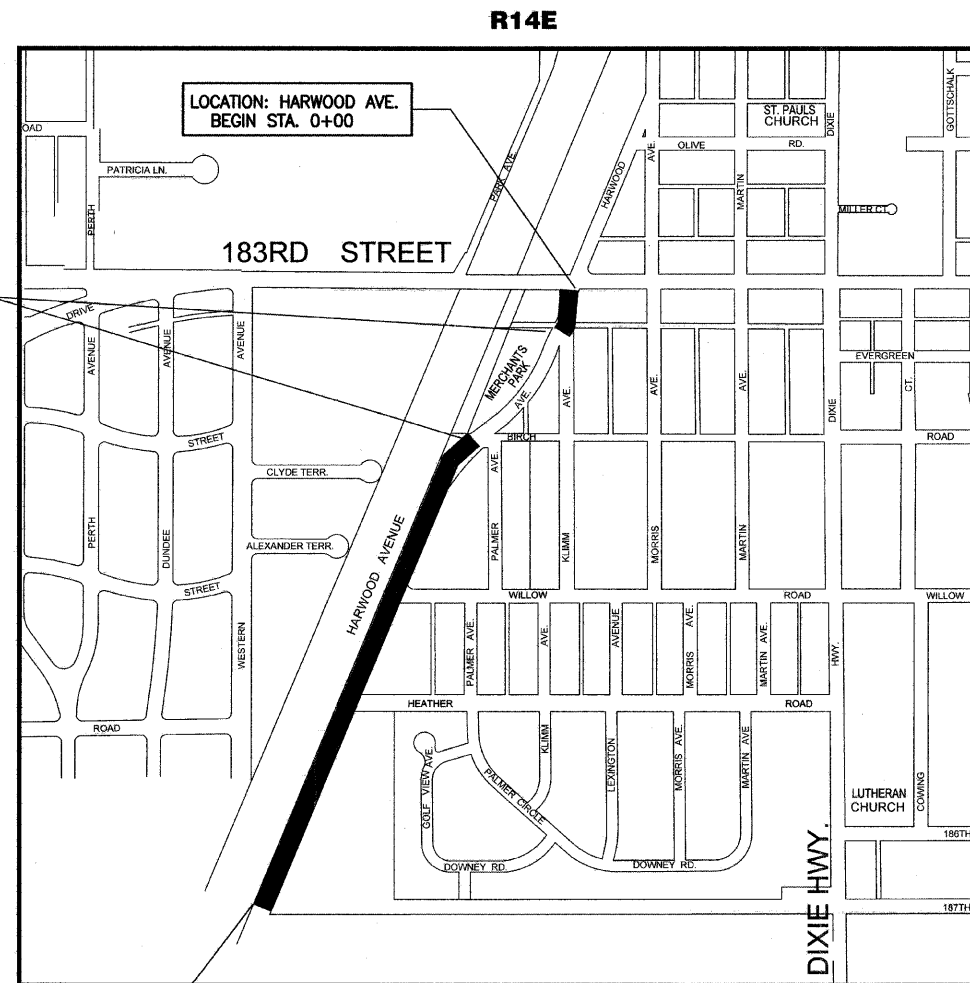 R14E
LOCATION: HARWOOD AVE.
BEGIN STA. 0+00
ST. PAULS
CHURCH
DIXIE
GOTTSCHALK
OAD
PATRICIA LN.
PARK AVE.
HARWOOD
AVE.
OLIVE
RD.
MARTIN
MILLER CT.
PERTH
183RD STREET
DRIVE
AVENUE
AVENUE
AVENUE
MERCHANTS
PARK
AVE.
AVE.
AVE.
AVE.
EVERGREEN
CT.
DIXIE
STREET
BIRCH
ROAD
CLYDE TERR.
AVE.
PERTH
DUNDEE
ALEXANDER TERR.
HARWOOD AVENUE
PALMER
KLIMM
MORRIS
MARTIN
STREET
WILLOW
ROAD
WILLOW
WESTERN
PALMER AVE.
AVE.
AVENUE
MORRIS AVE.
MARTIN AVE.
HWY.
HEATHER
ROAD
ROAD
GOLF VIEW AVE.
KLIMM
LEXINGTON
MORRIS AVE.
MARTIN AVE
PALMER CIRCLE
LUTHERAN
CHURCH
COWING
186TH
DOWNEY RD.
DOWNEY RD.
DIXIE HWY.
187TH